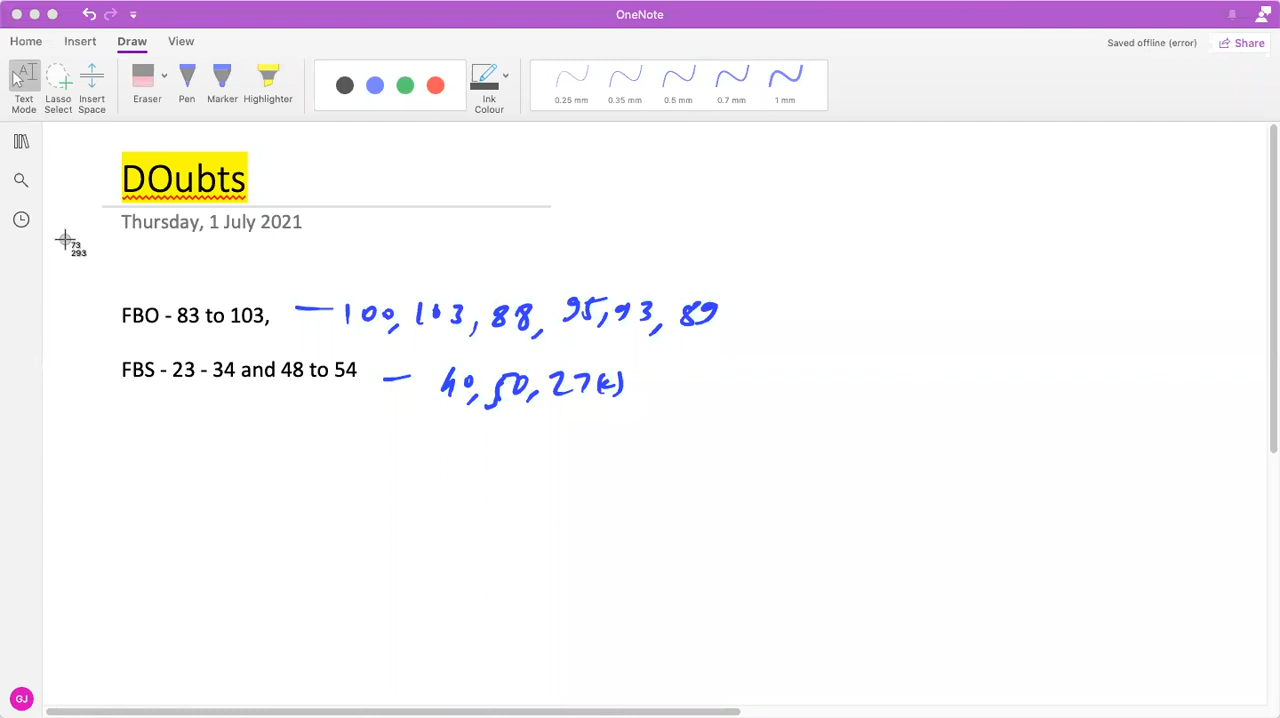 OneNote
Home Insert Draw View
Saved offline (error) Share
Text Mode
Lasso Select
Insert Space
Eraser
Pen
Marker
Highlighter
Ink Colour
0.25 mm 0.35 mm 0.5 mm 0.7 mm 1 mm
DOubts
Thursday, 1 July 2021
73
293
FBO - 83 to 103, — 100, 103, 88, 95, 93, 89
FBS - 23 - 34 and 48 to 54 — 40, 50, 27
GJ